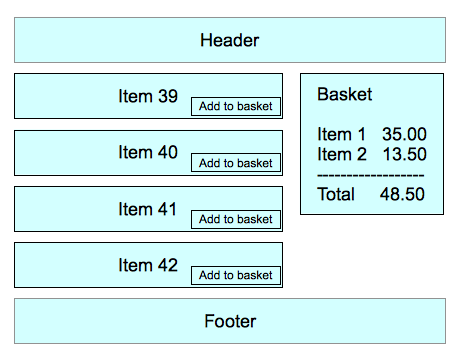 Header
Item 39
Add to basket
Item 40
Add to basket
Item 41
Add to basket
Item 42
Add to basket
Basket
Item 1 35.00
Item 2 13.50
------------------
Total 48.50
Footer